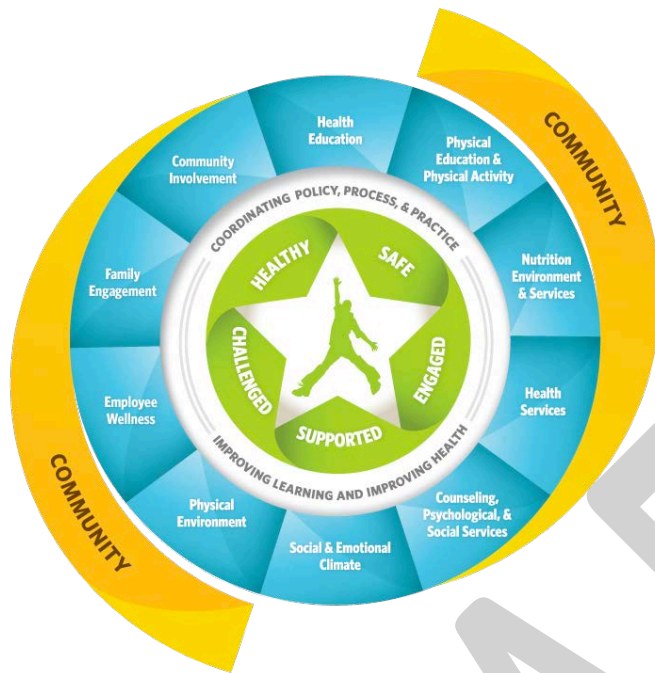 COMMUNITY
Health
Education
Physical
Education &
Physical Activity
Nutrition
Environment
& Services
Health
Services
Counseling,
Psychological, &
Social Services
Social & Emotional
Climate
Physical
Environment
Employee
Wellness
Family
Engagement
Community
Involvement
COORDINATING POLICY, PROCESS, & PRACTICE
IMPROVING LEARNING AND IMPROVING HEALTH
HEALTHY
SAFE
ENGAGED
SUPPORTED
CHALLENGED
COMMUNITY